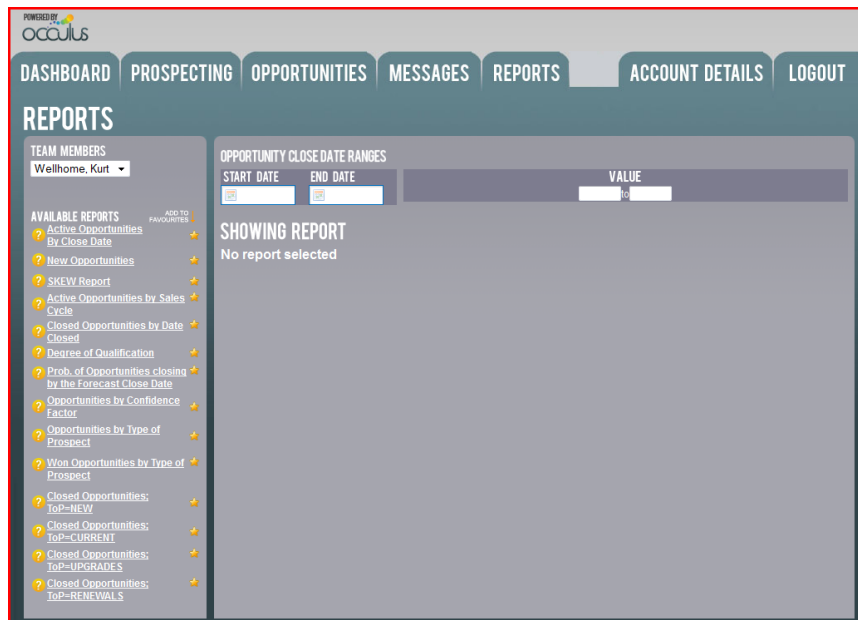 POWERED BY
occulus
DASHBOARD PROSPECTING OPPORTUNITIES MESSAGES REPORTS ACCOUNT DETAILS LOGOUT
REPORTS
TEAM MEMBERS
Wellhome, Kurt
AVAILABLE REPORTS
ADD TO
FAVOURITES
Active Opportunities
By Close Date
New Opportunities
SKEW Report
Active Opportunities by Sales
Cycle
Closed Opportunities by Date
Closed
Degree of Qualification
Prob. of Opportunities closing
by the Forecast Close Date
Opportunities by Confidence
Factor
Opportunities by Type of
Prospect
Won Opportunities by Type of
Prospect
Closed Opportunities;
ToP=NEW
Closed Opportunities;
ToP=CURRENT
Closed Opportunities;
ToP=UPGRADES
Closed Opportunities;
ToP=RENEWALS
OPPORTUNITY CLOSE DATE RANGES
START DATE END DATE VALUE
to
SHOWING REPORT
No report selected